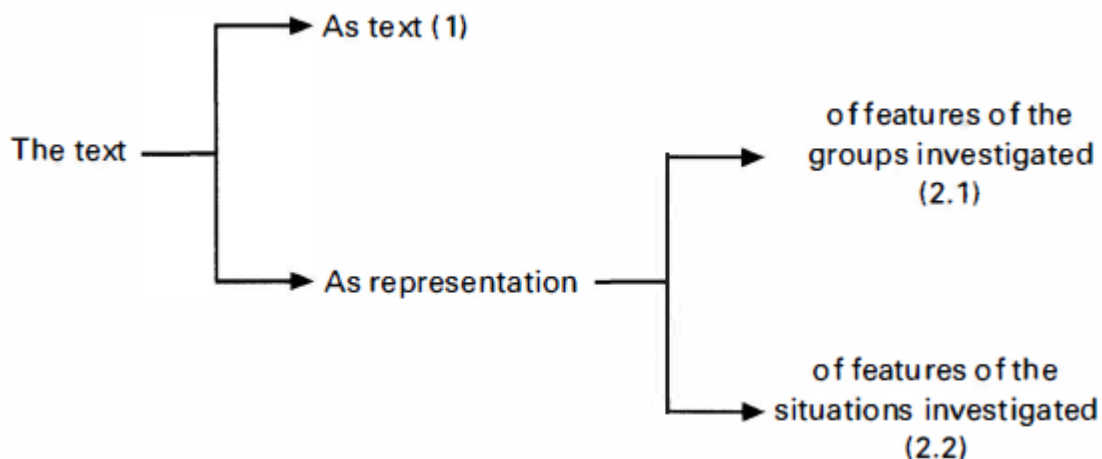 As text (1)
The text
of features of the
groups investigated
(2.1)
As representation
of features of the
situations investigated
(2.2)